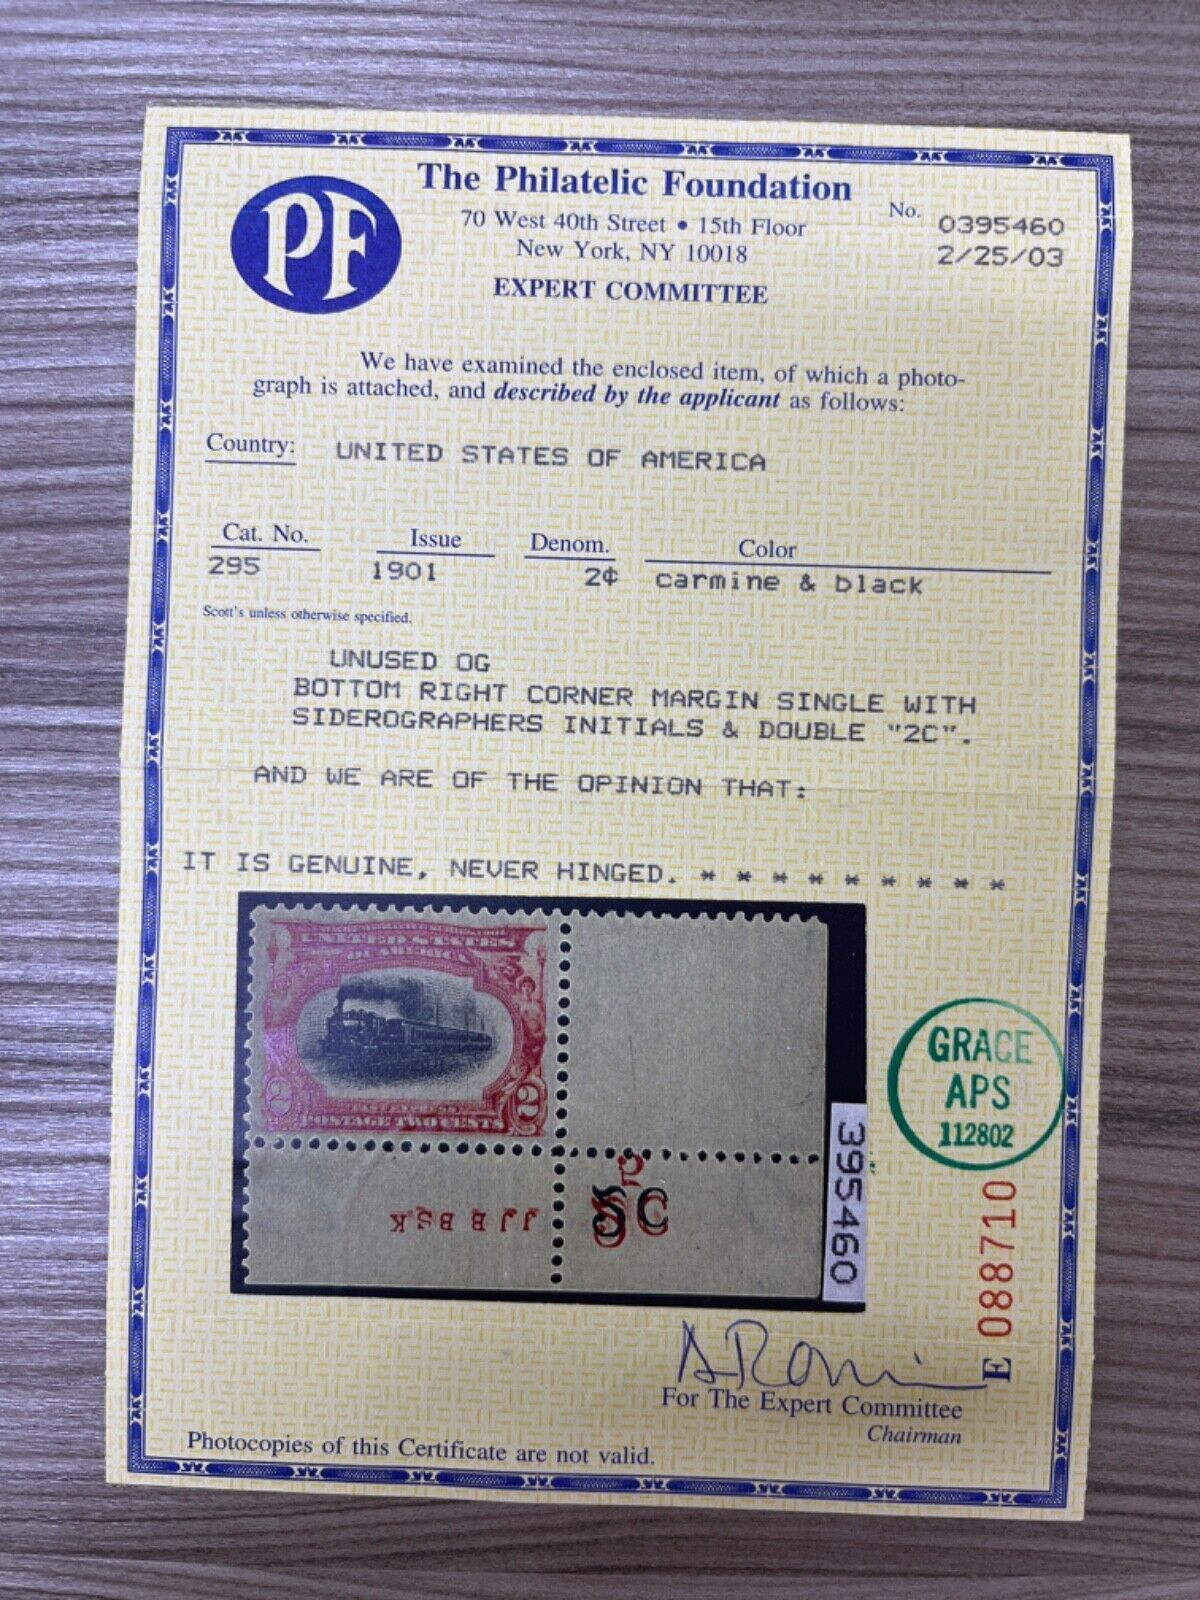 PF
The Philatelic Foundation
70 West 40th Street • 15th Floor
New York, NY 10018
EXPERT COMMITTEE
No. 0395460
2/25/03
We have examined the enclosed item, of which a photo-
graph is attached, and described by the applicant as follows:
Country: UNITED STATES OF AMERICA
Cat. No. Issue Denom. Color
295 1901 2¢ carmine & black
Scott's unless otherwise specified.
UNUSED OG
BOTTOM RIGHT CORNER MARGIN SINGLE WITH
SIDEROGRAPHERS INITIALS & DOUBLE "2C".
AND WE ARE OF THE OPINION THAT:
IT IS GENUINE, NEVER HINGED. * * * * * * * * *
UNITED STATES
OF AMERICA
2 2
FAST EXPRESS
POSTAGE TWO CENTS
J J E B S.K
395460
GRACE
APS
112802
E 088710
For The Expert Committee
Chairman
Photocopies of this Certificate are not valid.